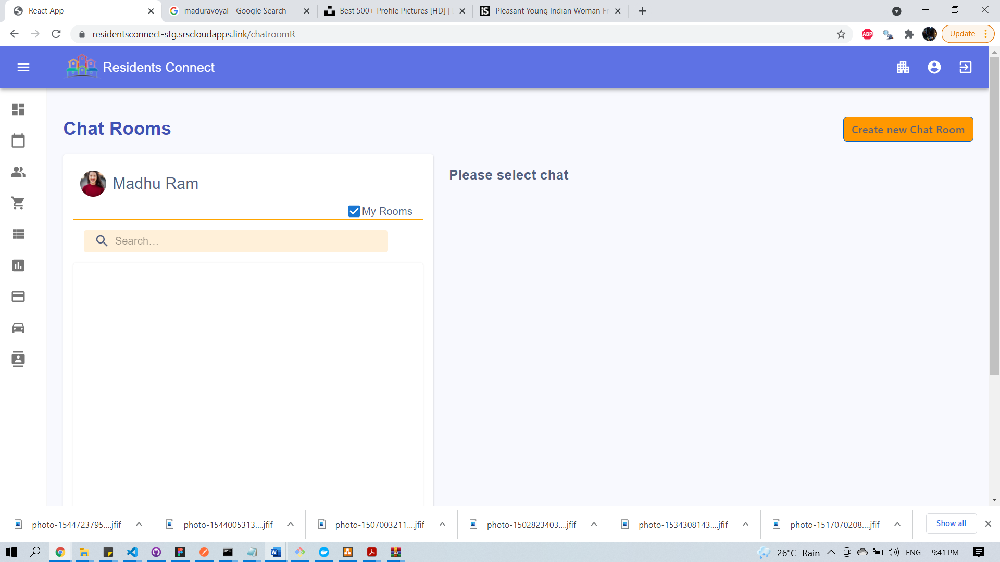 React App
maduravoyal - Google Search
Best 500+ Profile Pictures [HD] |
Pleasant Young Indian Woman Fr
residentsconnect-stg.srscloudapps.link/chatroomR
ABP
Update
Residents Connect
Chat Rooms
Create new Chat Room
Madhu Ram
Please select chat
My Rooms
Search...
photo-1544723795....jfif
photo-1544005313....jfif
photo-1507003211....jfif
photo-1502823403....jfif
photo-1534308143....jfif
photo-1517070208....jfif
Show all
26°C Rain
ENG
9:41 PM